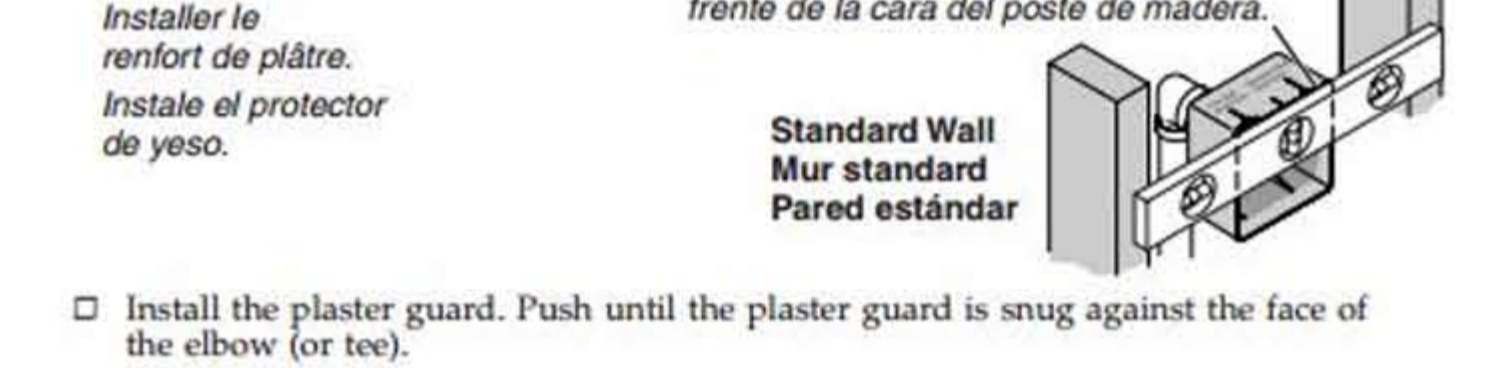 Installer le
renfort de plâtre.
Instale el protector
de yeso.
frente de la cara del poste de madera.
Standard Wall
Mur standard
Pared estándar
☐ Install the plaster guard. Push until the plaster guard is snug against the face of
the elbow (or tee).